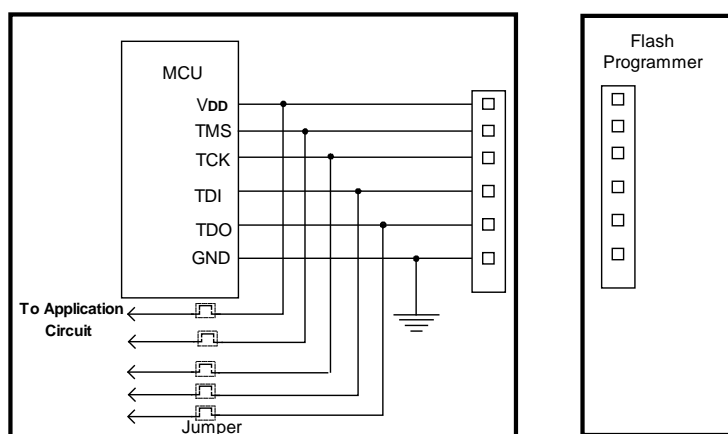 MCU
VDD
TMS
TCK
TDI
TDO
GND
To Application
Circuit
Jumper
Flash
Programmer